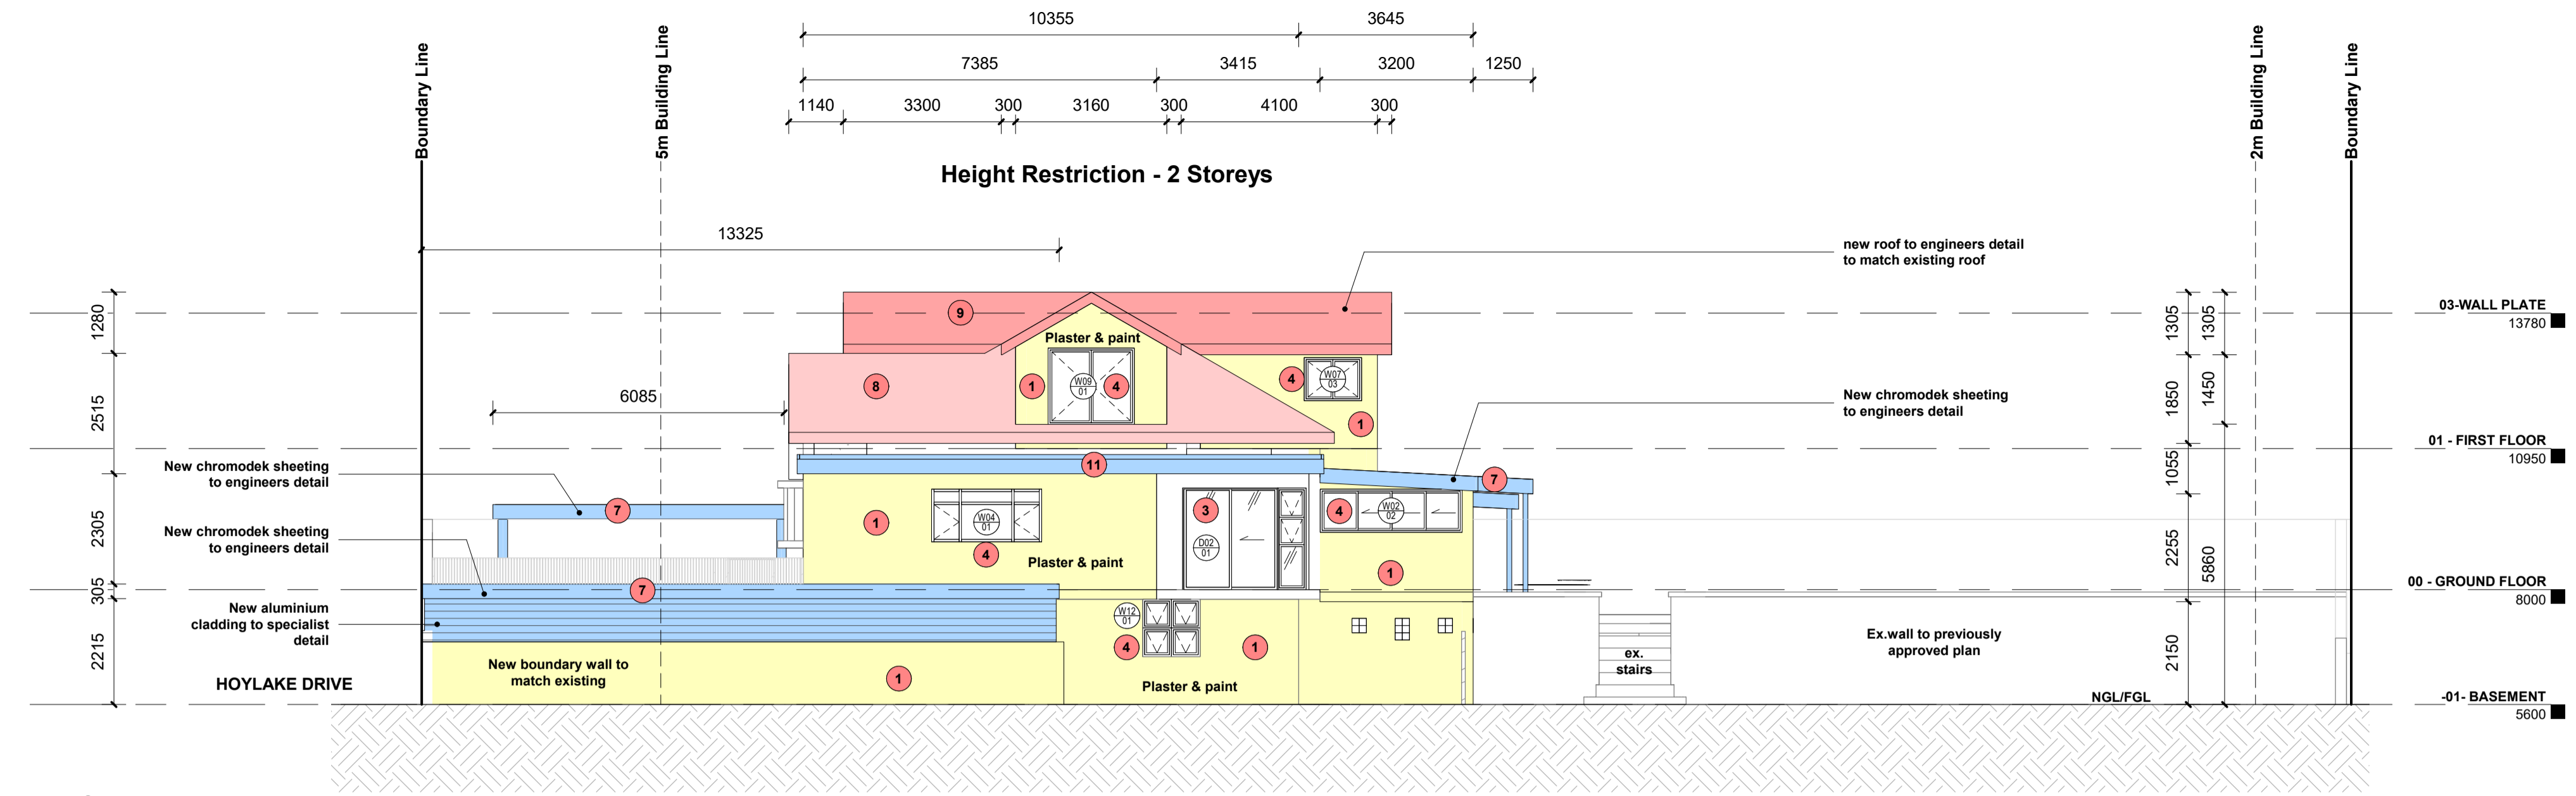 10355
3645
7385
3415
3200
1250
1140
3300
300
3160
300
4100
300
Boundary Line
5m Building Line
2m Building Line
Boundary Line
Height Restriction - 2 Storeys
13325
6085
new roof to engineers detail
to match existing roof
New chromodek sheeting
to engineers detail
New chromodek sheeting
to engineers detail
New chromodek sheeting
to engineers detail
New aluminium
cladding to specialist
detail
HOYLAKE DRIVE
New boundary wall to
match existing
1280
2515
2305
305
2215
9
Plaster & paint
8
1
W09
01
4
4
W07
03
1
11
7
7
1
W04
01
4
Plaster & paint
3
D02
01
4
W02
02
1
7
W12
01
4
1
1
Plaster & paint
ex.
stairs
Ex.wall to previously
approved plan
NGL/FGL
1305
1850
1055
2255
2150
1305
1450
5860
03-WALL PLATE
13780
01 - FIRST FLOOR
10950
00 - GROUND FLOOR
8000
-01- BASEMENT
5600